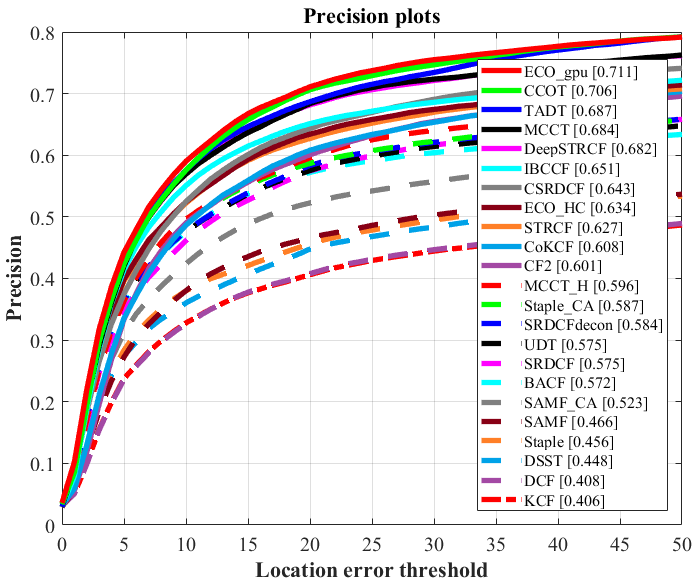 Precision plots
0.8
0.7
0.6
0.5
0.4
0.3
0.2
0.1
0
Precision
ECO_gpu [0.711]
CCOT [0.706]
TADT [0.687]
MCCT [0.684]
DeepSTRCF [0.682]
IBCCF [0.651]
CSRDCF [0.643]
ECO_HC [0.634]
STRCF [0.627]
CoKCF [0.608]
CF2 [0.601]
MCCT_H [0.596]
Staple_CA [0.587]
SRDCFdecon [0.584]
UDT [0.575]
SRDCF [0.575]
BACF [0.572]
SAMF_CA [0.523]
SAMF [0.466]
Staple [0.456]
DSST [0.448]
DCF [0.408]
KCF [0.406]
0 5 10 15 20 25 30 35 40 45 50
Location error threshold